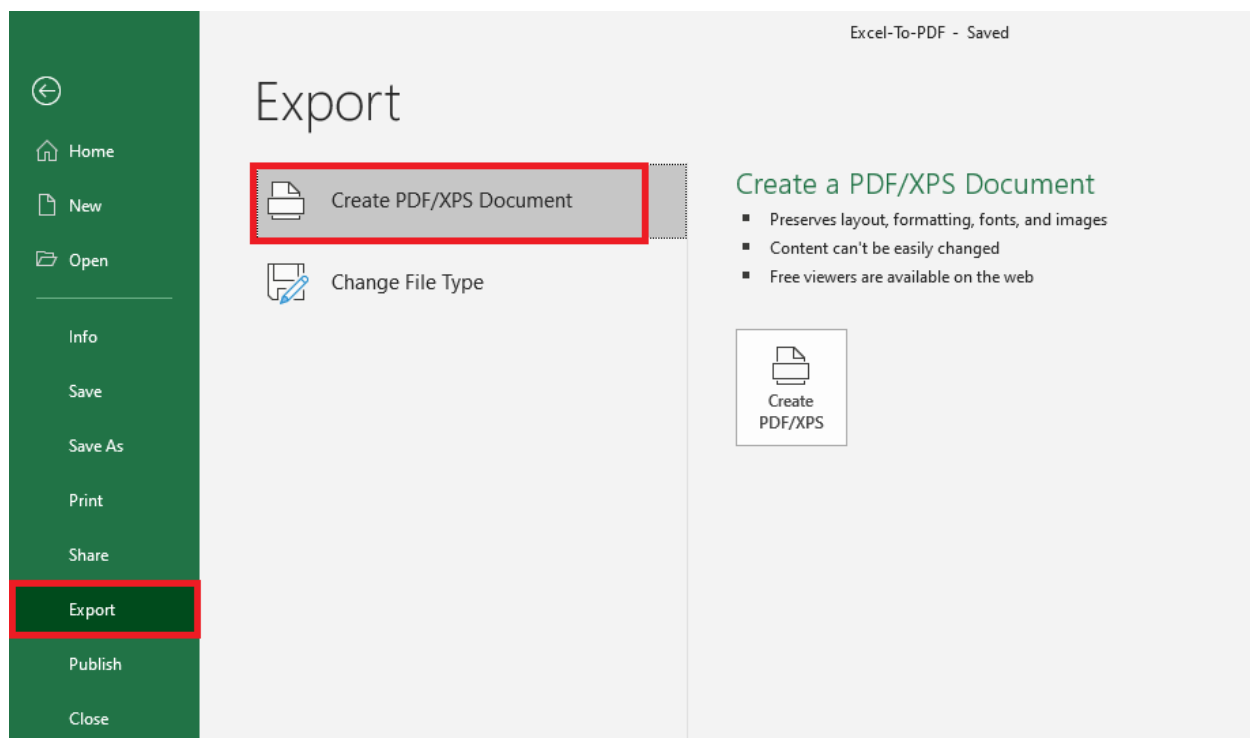 Excel-To-PDF - Saved
Home
New
Open
Info
Save
Save As
Print
Share
Export
Publish
Close
Export
Create PDF/XPS Document
Change File Type
Create a PDF/XPS Document
Preserves layout, formatting, fonts, and images
Content can't be easily changed
Free viewers are available on the web
Create
PDF/XPS